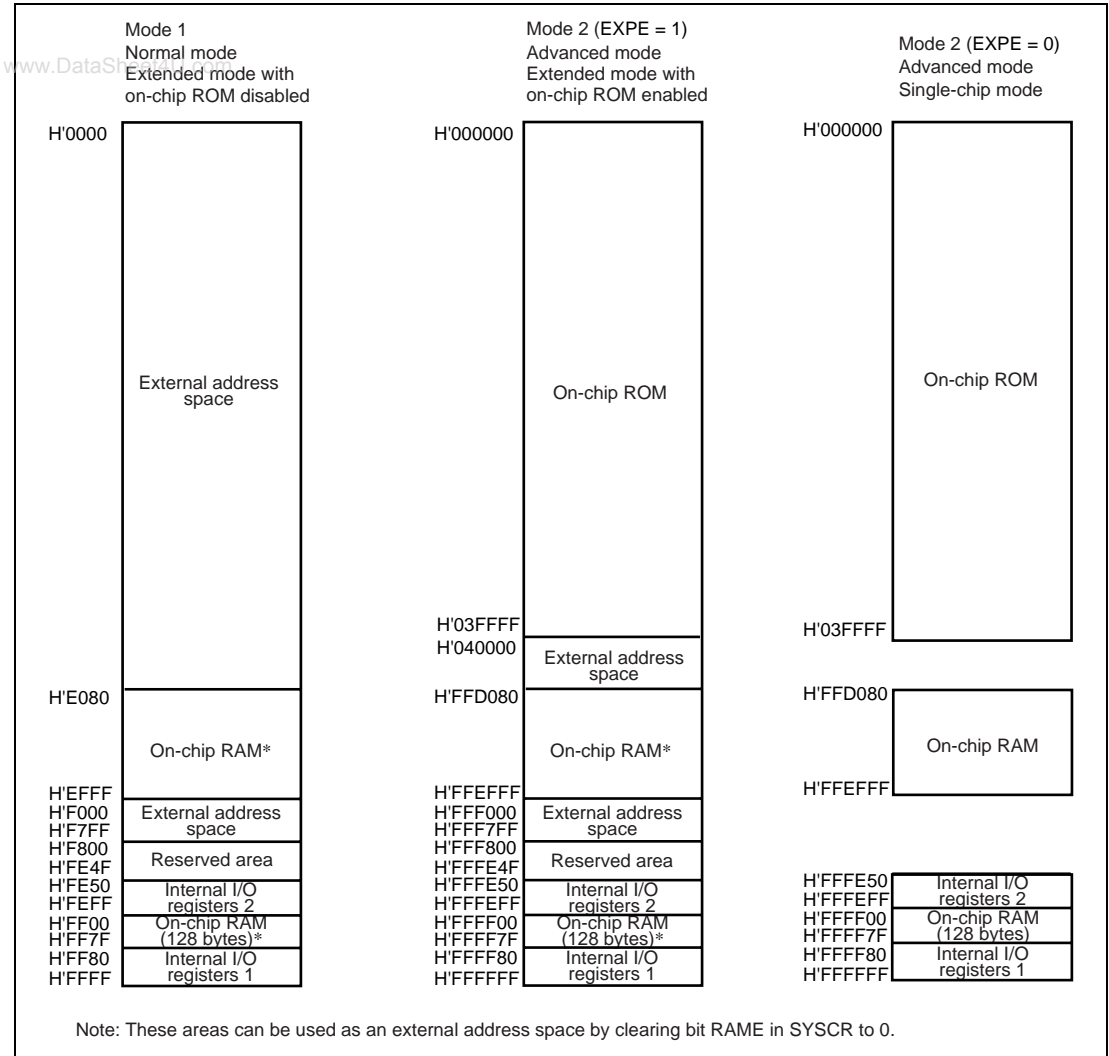 www.DataSheet4U.com
Mode 1
Normal mode
Extended mode with
on-chip ROM disabled
H'0000
External address
space
H'E080
On-chip RAM*
H'EFFF
H'F000
External address
space
H'F7FF
H'F800
Reserved area
H'FE4F
H'FE50
Internal I/O
registers 2
H'FEFF
H'FF00
On-chip RAM
(128 bytes)*
H'FF7F
H'FF80
Internal I/O
registers 1
H'FFFF
Mode 2 (EXPE = 1)
Advanced mode
Extended mode with
on-chip ROM enabled
H'000000
On-chip ROM
H'03FFFF
H'040000
External address
space
H'FFD080
On-chip RAM*
H'FFEFFF
H'FFF000
External address
space
H'FFF7FF
H'FFF800
Reserved area
H'FFFE4F
H'FFFE50
Internal I/O
registers 2
H'FFFEFF
H'FFFF00
On-chip RAM
(128 bytes)*
H'FFFF7F
H'FFFF80
Internal I/O
registers 1
H'FFFFFF
Mode 2 (EXPE = 0)
Advanced mode
Single-chip mode
H'000000
On-chip ROM
H'03FFFF
H'FFD080
On-chip RAM
H'FFEFFF
H'FFFE50
Internal I/O
registers 2
H'FFFEFF
H'FFFF00
On-chip RAM
(128 bytes)
H'FFFF7F
H'FFFF80
Internal I/O
registers 1
H'FFFFFF
Note: These areas can be used as an external address space by clearing bit RAME in SYSCR to 0.